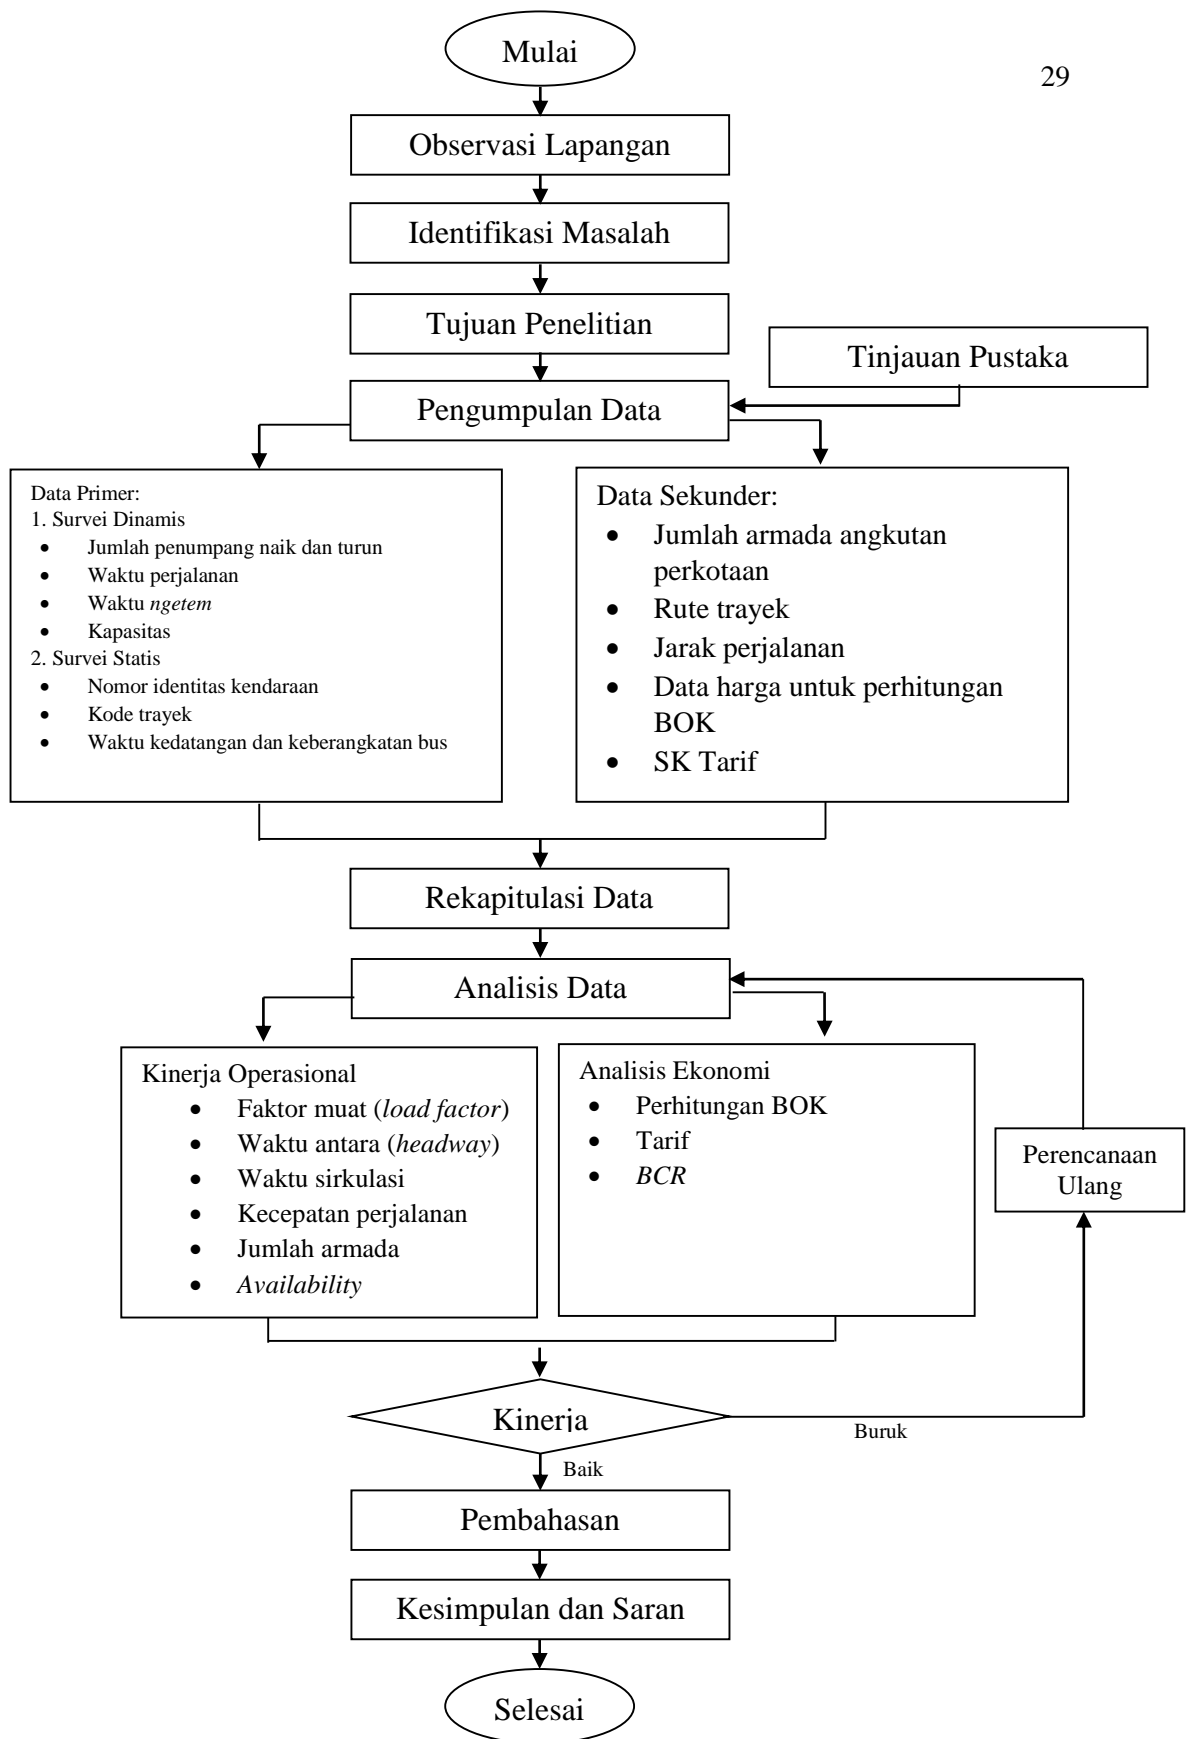 Mulai
29
Observasi Lapangan
Identifikasi Masalah
Tujuan Penelitian
Tinjauan Pustaka
Pengumpulan Data
Data Primer:
1. Survei Dinamis
• Jumlah penumpang naik dan turun
• Waktu perjalanan
• Waktu ngetem
• Kapasitas
2. Survei Statis
• Nomor identitas kendaraan
• Kode trayek
• Waktu kedatangan dan keberangkatan bus
Data Sekunder:
• Jumlah armada angkutan
perkotaan
• Rute trayek
• Jarak perjalanan
• Data harga untuk perhitungan
BOK
• SK Tarif
Rekapitulasi Data
Analisis Data
Kinerja Operasional
• Faktor muat (load factor)
• Waktu antara (headway)
• Waktu sirkulasi
• Kecepatan perjalanan
• Jumlah armada
• Availability
Analisis Ekonomi
• Perhitungan BOK
• Tarif
• BCR
Perencanaan
Ulang
Kinerja
Buruk
Baik
Pembahasan
Kesimpulan dan Saran
Selesai